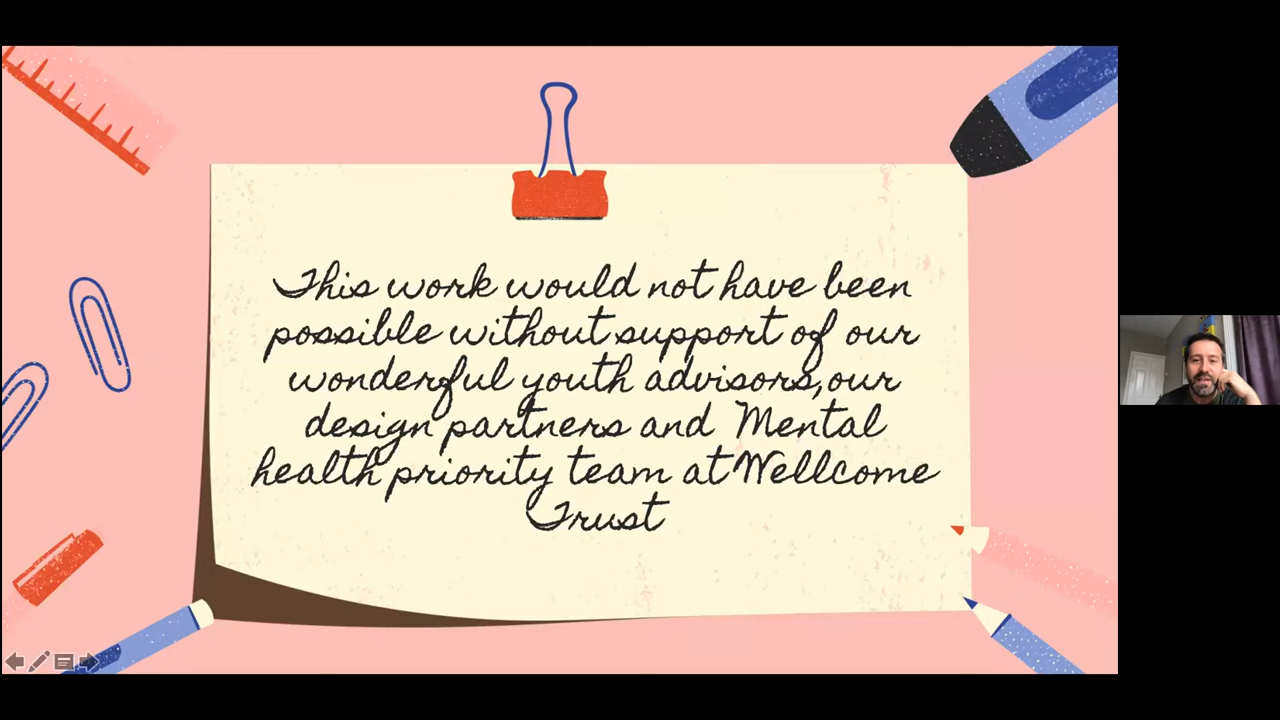 This work would not have been
possible without support of our
wonderful youth advisors,our
design partners and Mental
health priority team at Wellcome
Trust